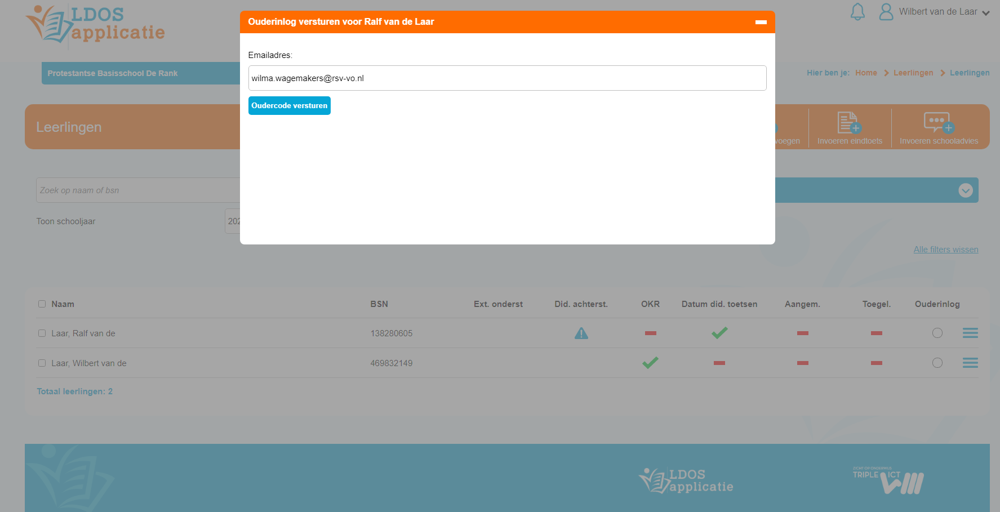 LDOS
applicatie
Ouderinlog versturen voor Ralf van de Laar
Wilbert van de Laar
Emailadres:
wilma.wagemakers@rsv-vo.nl
Oudercode versturen
Protestantse Basisschool De Rank
Hier ben je: Home Leerlingen Leerlingen
Leerlingen
voegen
Invoeren eindtoets
Invoeren schooladvies
Zoek op naam of bsn
Toon schooljaar
202
Alle filters wissen
Naam BSN Ext. onderst Did. achterst. OKR Datum did. toetsen Aangem. Toegel. Ouderinlog
Laar, Ralf van de 138280605
Laar, Wilbert van de 469832149
Totaal leerlingen: 2
LDOS
applicatie
ZICHT OP ONDERWIJS
TRIPLE ICT